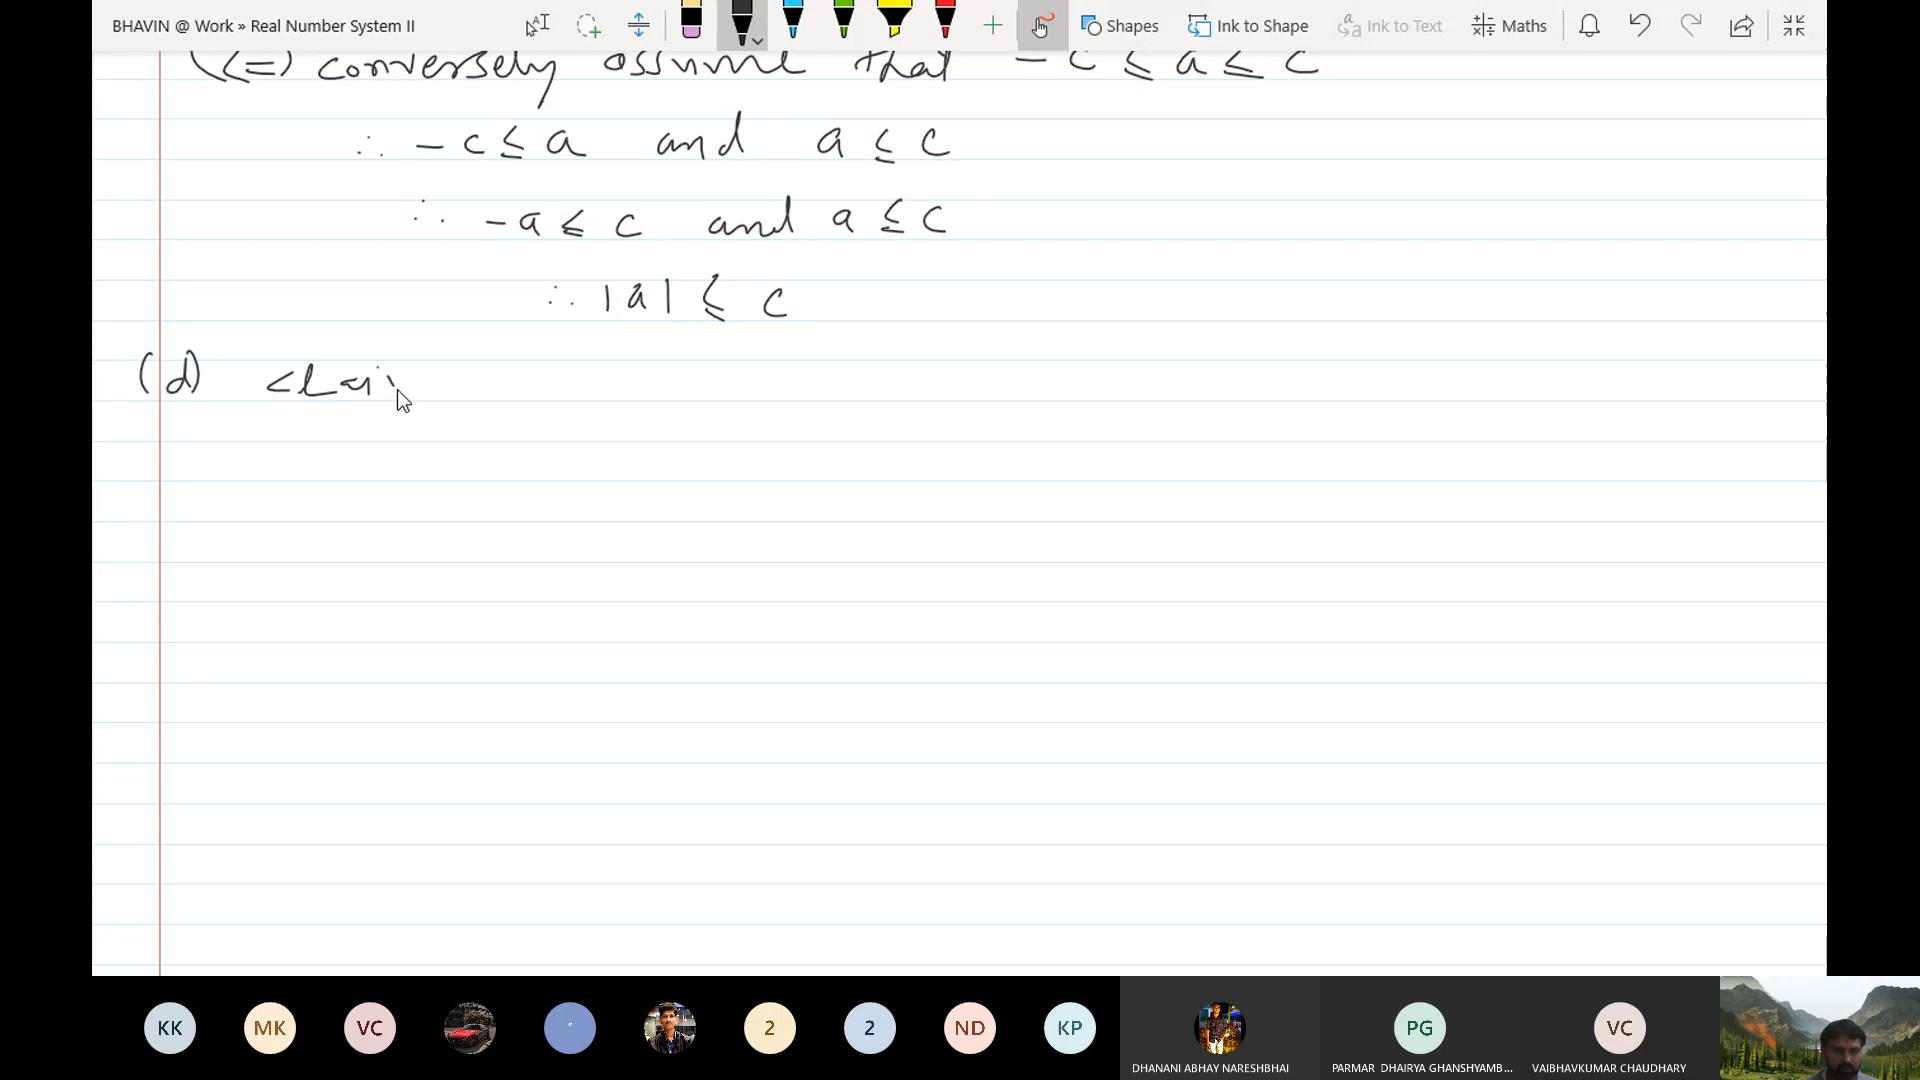 BHAVIN @ Work » Real Number System II Shapes Ink to Shape Ink to Text Maths
(<=) conversely assume that - c ≤ a ≤ c
∴ - c ≤ a and a ≤ c
∴ - a ≤ c and a ≤ c
∴ |a| ≤ c
(d) clai
KK MK VC 2 2 ND KP PG VC
DHANANI ABHAY NARESHBHAI PARMAR DHAIRYA GHANSHYAMB... VAIBHAVKUMAR CHAUDHARY